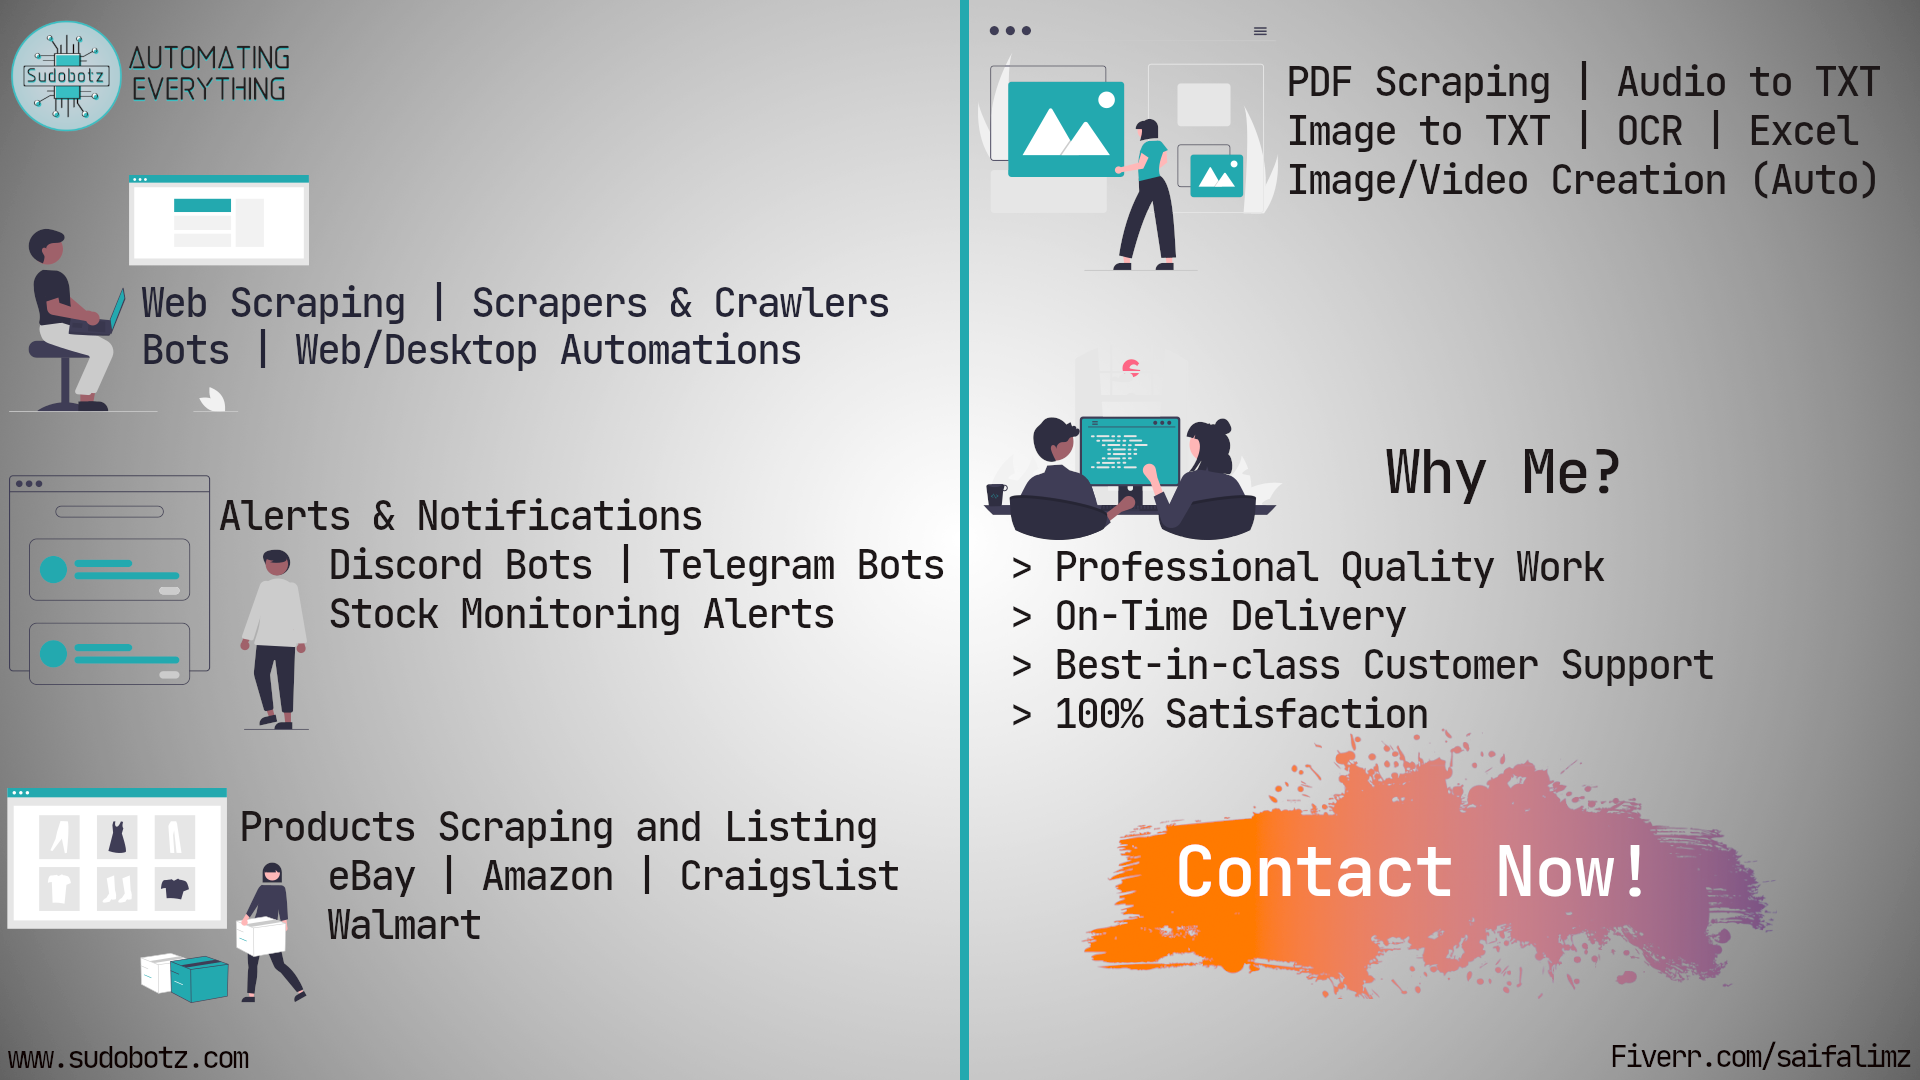 Sudobotz
AUTOMATING
EVERYTHING
Web Scraping | Scrapers & Crawlers
Bots | Web/Desktop Automations
Alerts & Notifications
Discord Bots | Telegram Bots
Stock Monitoring Alerts
Products Scraping and Listing
eBay | Amazon | Craigslist
Walmart
www.sudobotz.com
PDF Scraping | Audio to TXT
Image to TXT | OCR | Excel
Image/Video Creation (Auto)
Why Me?
> Professional Quality Work
> On-Time Delivery
> Best-in-class Customer Support
> 100% Satisfaction
Contact Now!
Fiverr.com/saifalimz